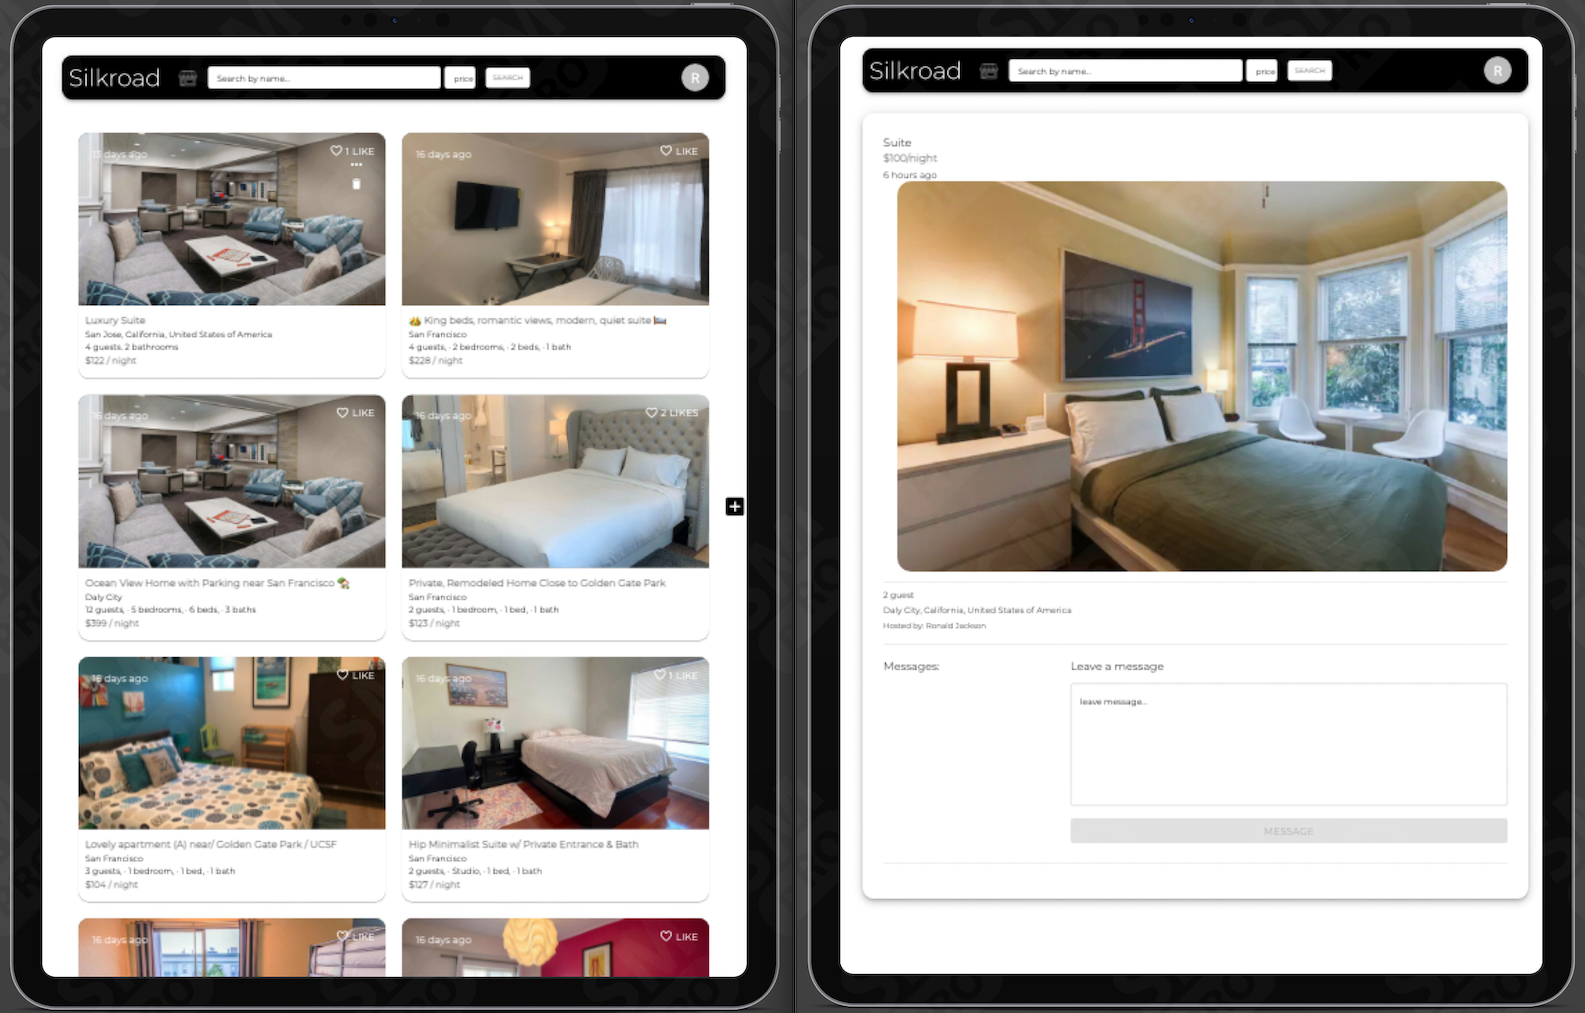 Silkroad
Search by name...
price
SEARCH
R
13 days ago
1 LIKE
Luxury Suite
San Jose, California, United States of America
4 guests. 2 bathrooms
$122 / night
16 days ago
LIKE
👑 King beds, romantic views, modern, quiet suite 🛏️
San Francisco
4 guests, · 2 bedrooms, · 2 beds, · 1 bath
$228 / night
16 days ago
LIKE
Ocean View Home with Parking near San Francisco 🏡
Daly City
12 guests, · 5 bedrooms, · 6 beds, · 3 baths
$399 / night
16 days ago
2 LIKES
Private, Remodeled Home Close to Golden Gate Park
San Francisco
2 guests, · 1 bedroom, · 1 bed, · 1 bath
$123 / night
16 days ago
LIKE
Lovely apartment (A) near/ Golden Gate Park / UCSF
San Francisco
3 guests, · 1 bedroom, · 1 bed, · 1 bath
$104 / night
16 days ago
1 LIKE
Hip Minimalist Suite w/ Private Entrance & Bath
San Francisco
2 guests, · Studio, · 1 bed, · 1 bath
$127 / night
16 days ago
LIKE
16 days ago
LIKE
Silkroad
Search by name...
price
SEARCH
R
Suite
$100/night
6 hours ago
2 guest
Daly City, California, United States of America
Hosted by: Ronald Jackson
Messages:
Leave a message
leave message...
MESSAGE